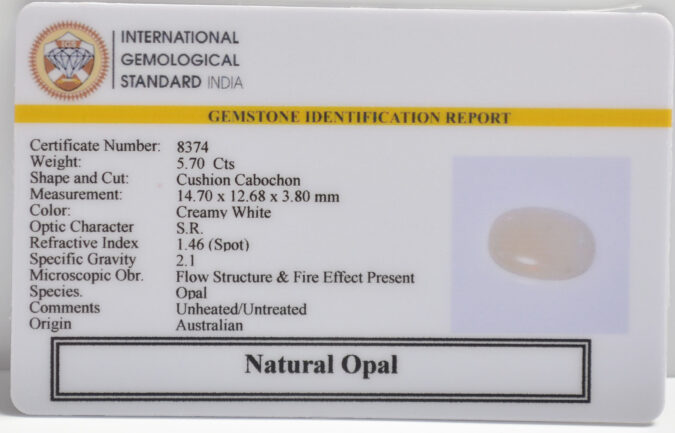 IGS
INTERNATIONAL
GEMOLOGICAL
STANDARD INDIA
GEMSTONE IDENTIFICATION REPORT
Certificate Number: 8374
Weight: 5.70 Cts
Shape and Cut: Cushion Cabochon
Measurement: 14.70 x 12.68 x 3.80 mm
Color: Creamy White
Optic Character S.R.
Refractive Index 1.46 (Spot)
Specific Gravity 2.1
Microscopic Obr. Flow Structure & Fire Effect Present
Species. Opal
Comments Unheated/Untreated
Origin Australian
Natural Opal